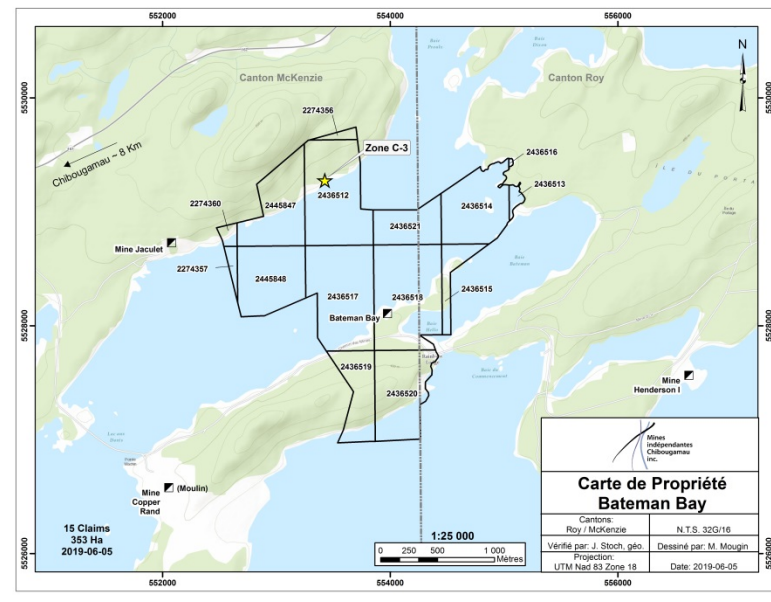 552000
554000
556000
5530000
5530000
5528000
5528000
5526000
5526000
N
Canton McKenzie
Canton Roy
2274356
Zone C-3
Chibougamau ~ 8 Km
2436516
2436513
2436512
2445847
2436514
2274360
2436521
Mine Jaculet
2274357
2445848
2436517
2436518
2436515
Bateman Bay
2436519
2436520
Mine
Henderson I
(Moulin)
Mine
Copper
Rand
15 Claims
353 Ha
2019-06-05
1:25 000
0 250 500 1 000
Mètres
Mines
indépendantes
Chibougamau
inc.
Carte de Propriété
Bateman Bay
Cantons:
Roy / McKenzie
N.T.S. 32G/16
Vérifié par: J. Stoch, géo.
Dessiné par: M. Mougin
Projection:
UTM Nad 83 Zone 18
Date: 2019-06-05
552000
554000
556000